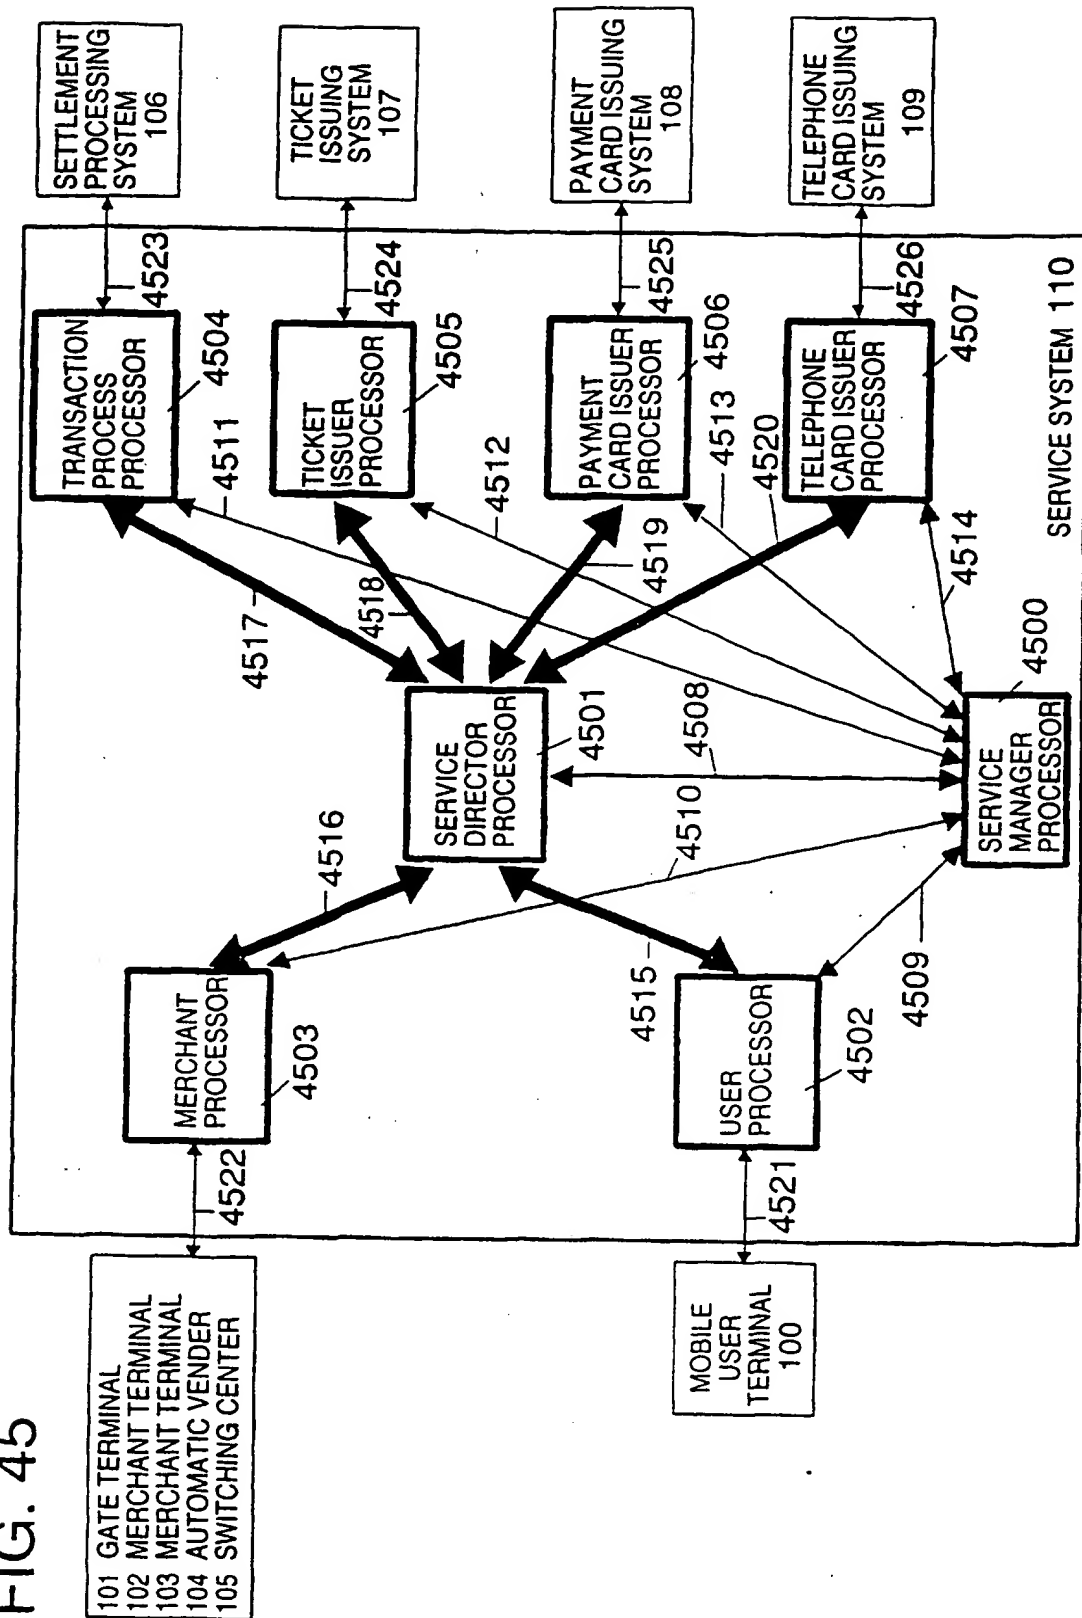 FIG. 45
101 GATE TERMINAL
102 MERCHANT TERMINAL
103 MERCHANT TERMINAL
104 AUTOMATIC VENDER
105 SWITCHING CENTER
4522
MERCHANT
PROCESSOR
4503
4516
4517
TRANSACTION
PROCESS
PROCESSOR
4504
4511
4523
SETTLEMENT
PROCESSING
SYSTEM
106
TICKET
ISSUER
PROCESSOR
4505
4518
4512
4524
TICKET
ISSUING
SYSTEM
107
SERVICE
DIRECTOR
PROCESSOR
4501
4519
PAYMENT
CARD ISSUER
PROCESSOR
4506
4513
4525
PAYMENT
CARD ISSUING
SYSTEM
108
4520
TELEPHONE
CARD ISSUER
PROCESSOR
4507
4526
TELEPHONE
CARD ISSUING
SYSTEM
109
MOBILE
USER
TERMINAL
100
4521
USER
PROCESSOR
4502
4515
4510
4508
4509
SERVICE
MANAGER
PROCESSOR
4500
4514
SERVICE SYSTEM 110